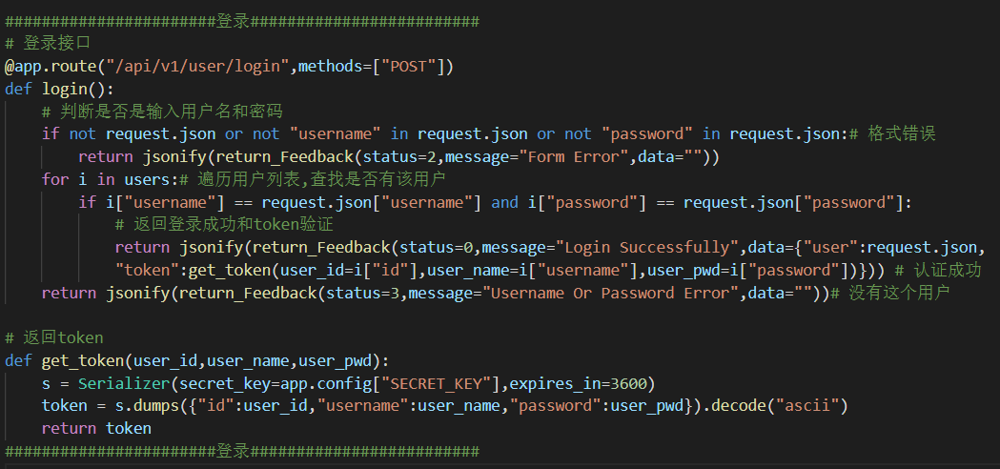 #######################登录#########################
# 登录接口
@app.route("/api/v1/user/login",methods=["POST"])
def login():
    # 判断是否是输入用户名和密码
    if not request.json or not "username" in request.json or not "password" in request.json:# 格式错误
        return jsonify(return_Feedback(status=2,message="Form Error",data=""))
    for i in users:# 遍历用户列表,查找是否有该用户
        if i["username"] == request.json["username"] and i["password"] == request.json["password"]:
            # 返回登录成功和token验证
            return jsonify(return_Feedback(status=0,message="Login Successfully",data={"user":request.json,
            "token":get_token(user_id=i["id"],user_name=i["username"],user_pwd=i["password"])})) # 认证成功
    return jsonify(return_Feedback(status=3,message="Username Or Password Error",data=""))# 没有这个用户
# 返回token
def get_token(user_id,user_name,user_pwd):
    s = Serializer(secret_key=app.config["SECRET_KEY"],expires_in=3600)
    token = s.dumps({"id":user_id,"username":user_name,"password":user_pwd}).decode("ascii")
    return token
#######################登录#########################